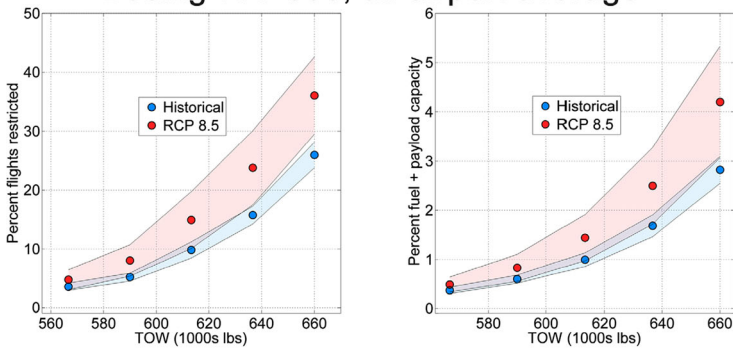 50
40
30
20
10
0
Percent flights restricted
Historical
RCP 8.5
560 580 600 620 640 660
TOW (1000s lbs)
6
5
4
3
2
1
0
Percent fuel + payload capacity
Historical
RCP 8.5
580 600 620 640 660
TOW (1000s lbs)